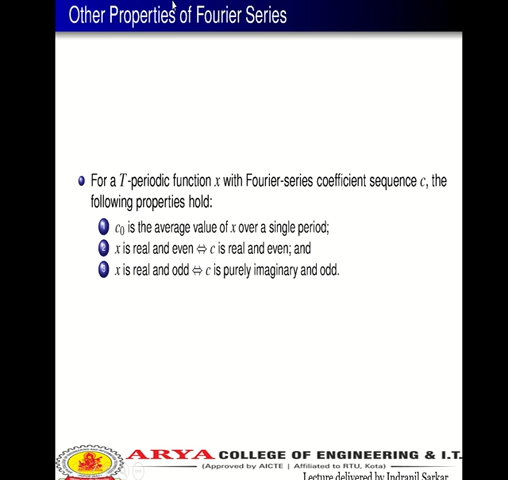 Other Properties of Fourier Series
For a T-periodic function x with Fourier-series coefficient sequence c, the
following properties hold:
1 c₀ is the average value of x over a single period;
2 x is real and even ⇔ c is real and even; and
3 x is real and odd ⇔ c is purely imaginary and odd.
ARYA COLLEGE OF ENGINEERING & I.T.
(Approved by AICTE | Affiliated to RTU, Kota)
Lecture delivered by Indranil Sarkar